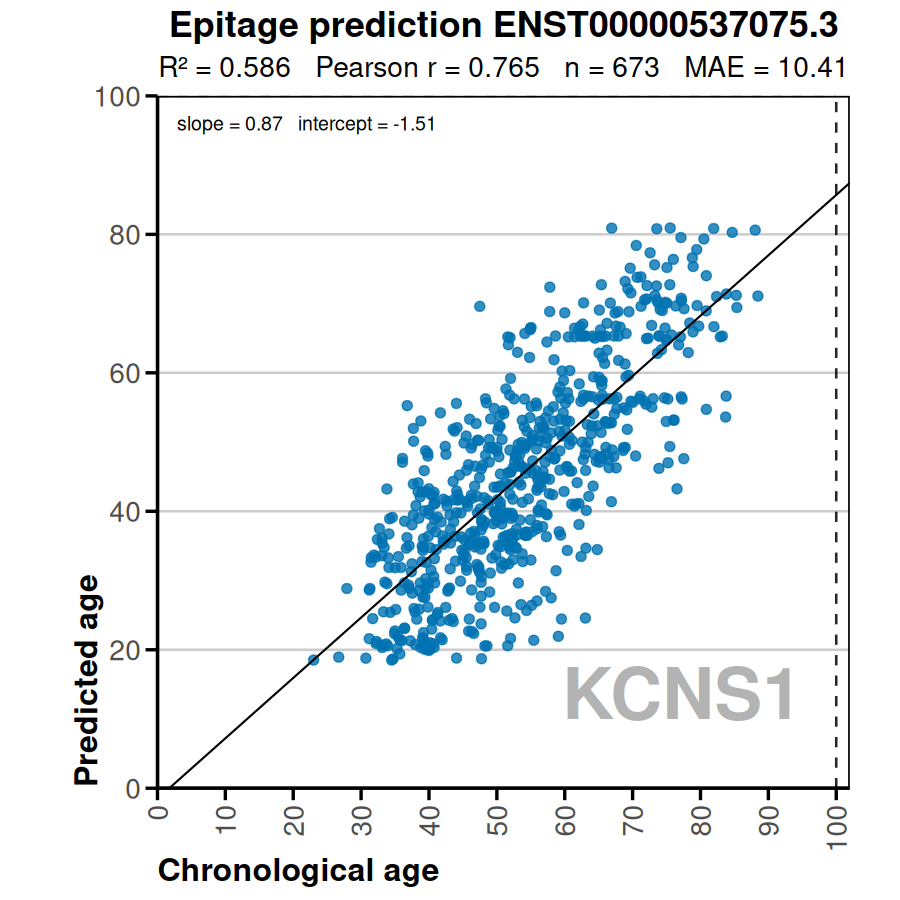 Epitage prediction ENST00000537075.3
R² = 0.586 Pearson r = 0.765 n = 673 MAE = 10.41
slope = 0.87 intercept = -1.51
100
80
60
40
20
0
Predicted age
KCNS1
0 10 20 30 40 50 60 70 80 90 100
Chronological age